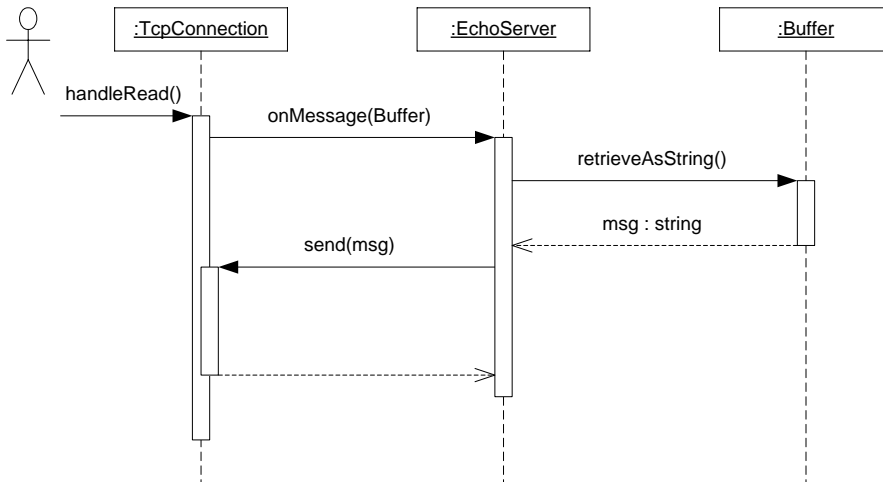 :TcpConnection
:EchoServer
:Buffer
handleRead()
onMessage(Buffer)
retrieveAsString()
msg : string
send(msg)